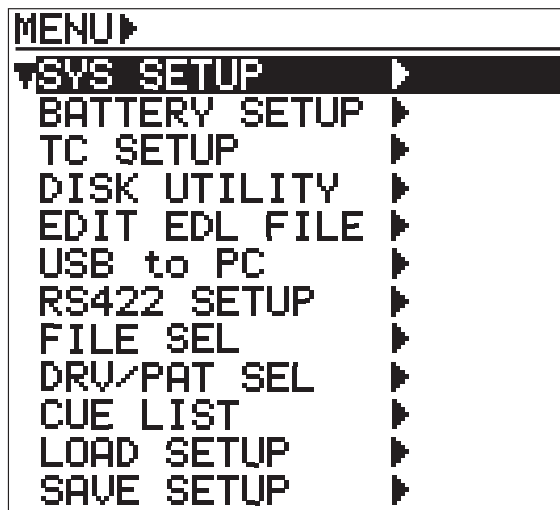 MENU▶
▼SYS SETUP ▶
BATTERY SETUP ▶
TC SETUP ▶
DISK UTILITY ▶
EDIT EDL FILE ▶
USB to PC ▶
RS422 SETUP ▶
FILE SEL ▶
DRV/PAT SEL ▶
CUE LIST ▶
LOAD SETUP ▶
SAVE SETUP ▶